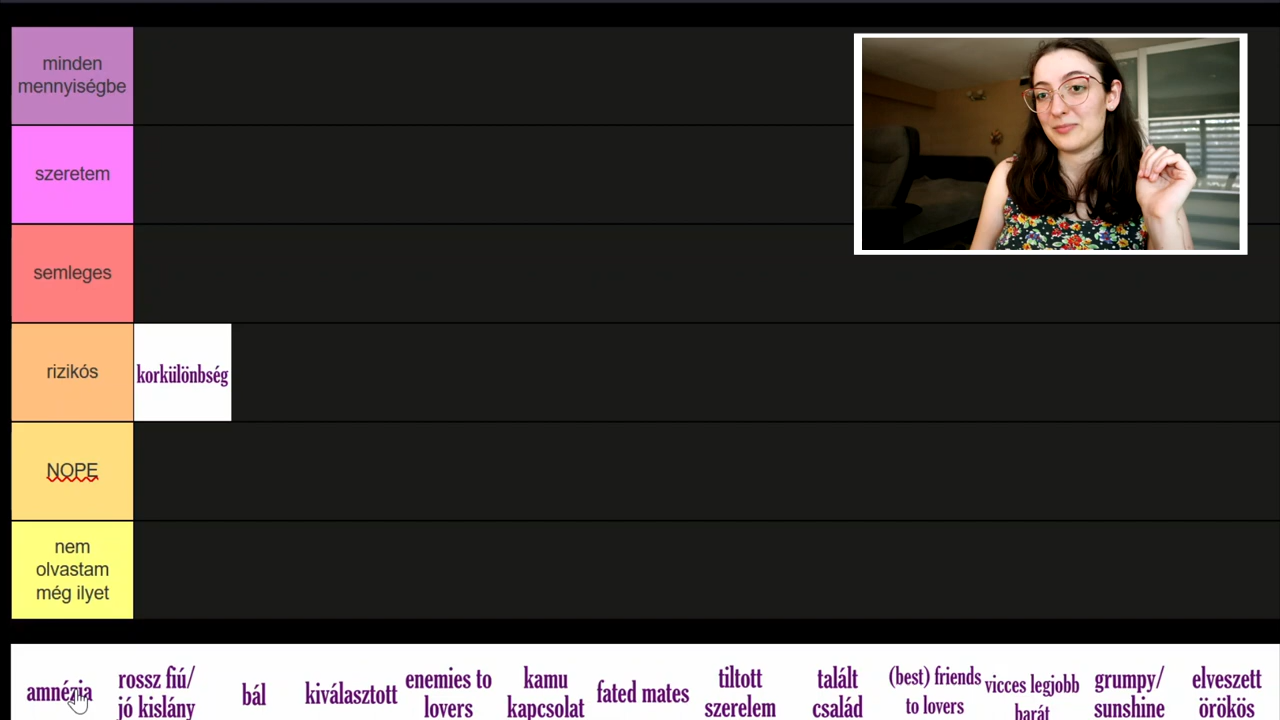 minden
mennyiségbe
szeretem
semleges
rizikós
korkülönbség
NOPE
nem
olvastam
még ilyet
amnézia
rossz fiú/
jó kislány
bál
kiválasztott
enemies to
lovers
kamu
kapcsolat
fated mates
tiltott
szerelem
talált
család
(best) friends
to lovers
vicces legjobb
barát
grumpy/
sunshine
elveszett
örökös